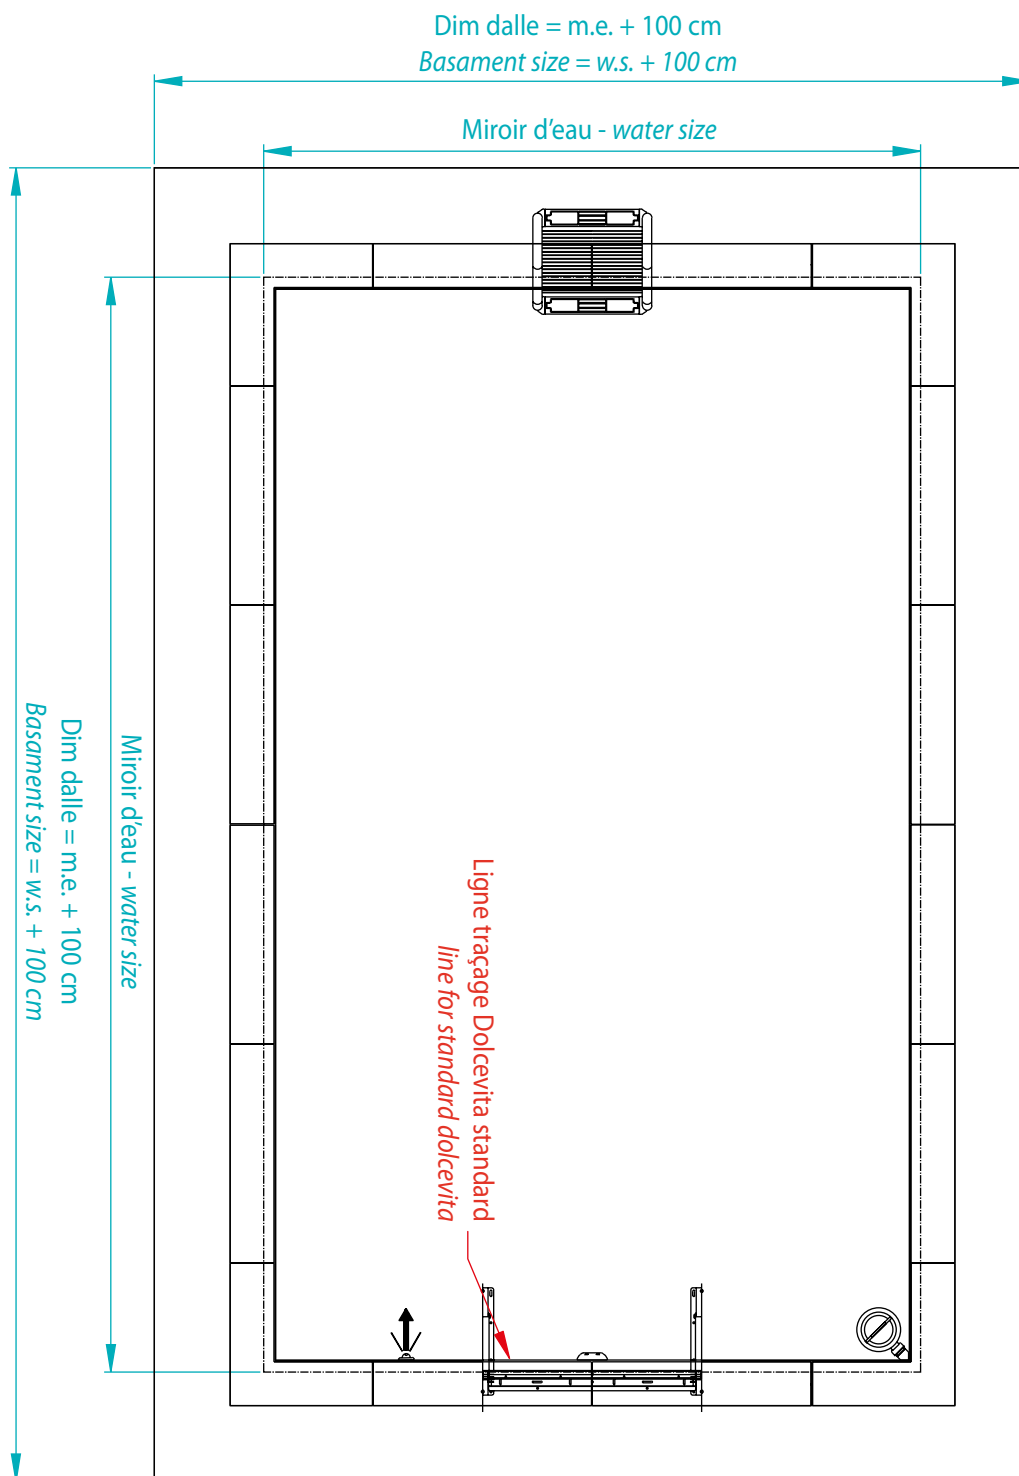 Dim dalle = m.e. + 100 cm
Basament size = w.s. + 100 cm
Miroir d'eau - water size
Miroir d'eau - water size
Dim dalle = m.e. + 100 cm
Basament size = w.s. + 100 cm
Ligne traçage Dolcevita standard
line for standard dolcevita